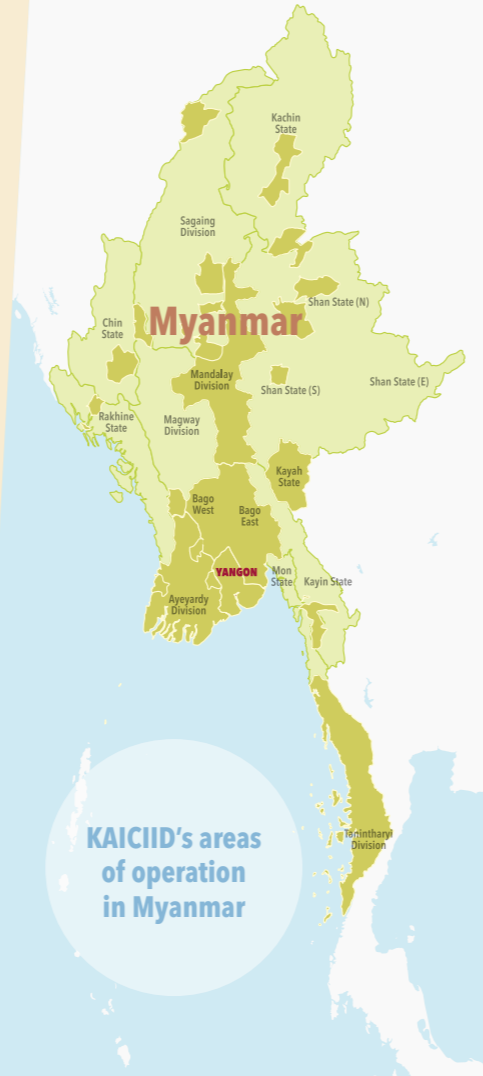 Kachin
State
Sagaing
Division
Shan State (N)
Myanmar
Chin
State
Mandalay
Division
Shan State (E)
Shan State (S)
Rakhine
State
Magway
Division
Kayah
State
Bago
West
Bago
East
YANGON
Mon
State
Kayin State
Ayeyardy
Division
Tanintharyi
Division
KAICIID's areas
of operation
in Myanmar